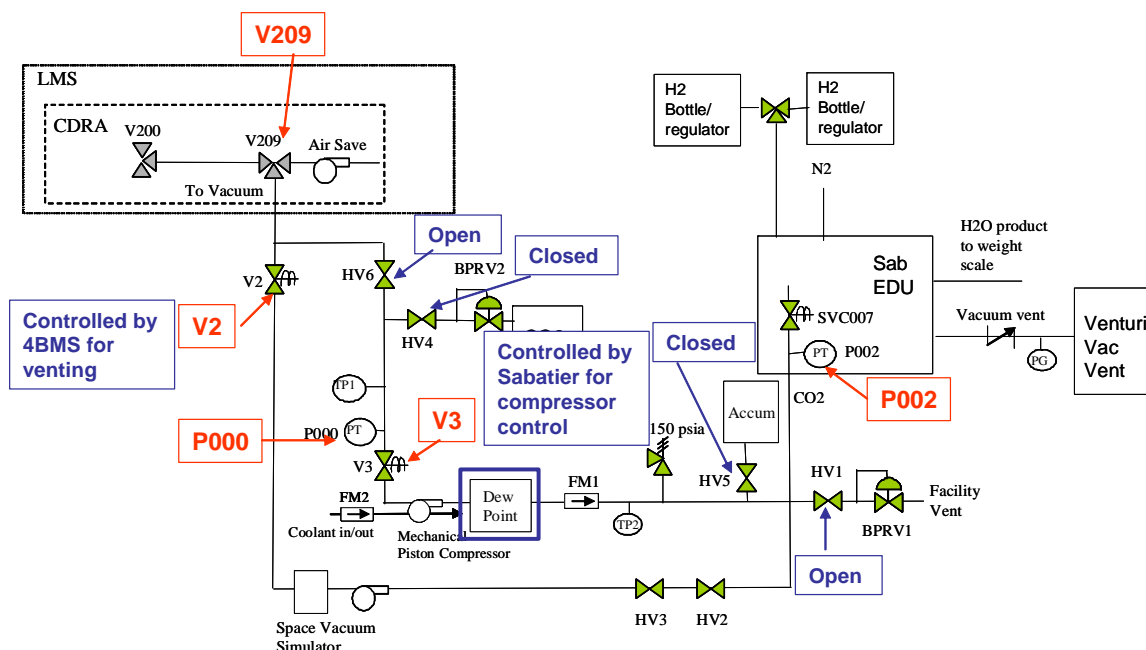 V209
LMS
CDRA
V200
V209
Air Save
To Vacuum
H2
Bottle/
regulator
H2
Bottle/
regulator
N2
Open
Closed
BPRV2
V2
HV6
HV4
Controlled by
4BMS for
venting
V2
Controlled by
Sabatier for
compressor
control
Closed
Sab
EDU
SVC007
PT
P002
P002
CO2
H2O product
to weight
scale
Vacuum vent
PG
Venturi
Vac
Vent
TP1
P000
P000
PT
V3
V3
Accum
150 psia
HV5
HV1
FM2
Coolant in/out
Mechanical
Piston Compressor
Dew
Point
FM1
TP2
BPRV1
Facility
Vent
Open
HV3
HV2
Space Vacuum
Simulator